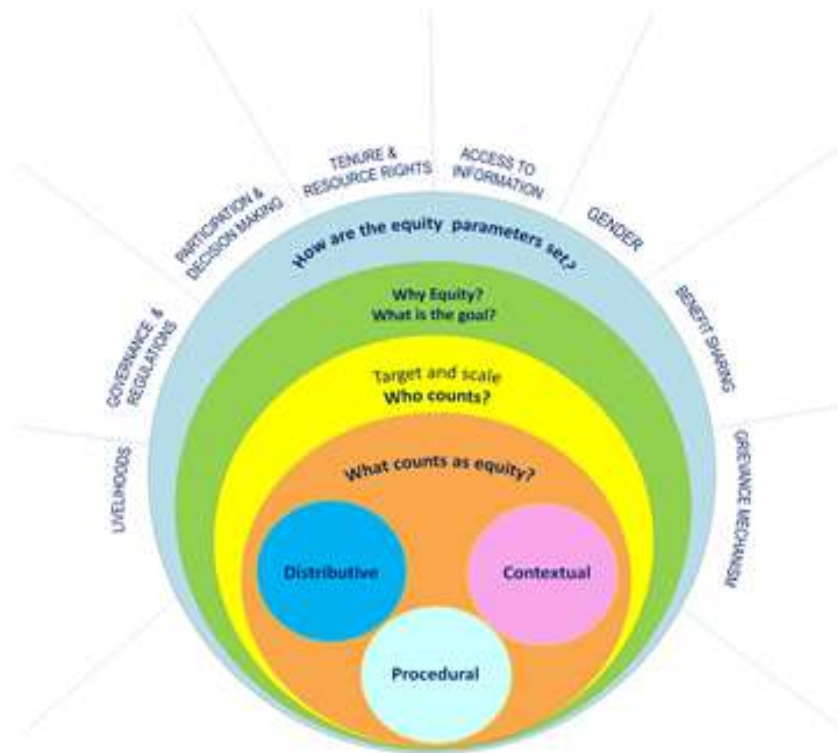 TENURE &
RESOURCE RIGHTS
ACCESS TO
INFORMATION
PARTICIPATION &
DECISION MAKING
GENDER
GOVERNANCE &
REGULATIONS
BENEFIT SHARING
LIVELIHOODS
GRIEVANCE MECHANISM
How are the equity parameters set?
Why Equity?
What is the goal?
Target and scale
Who counts?
What counts as equity?
Distributive
Contextual
Procedural